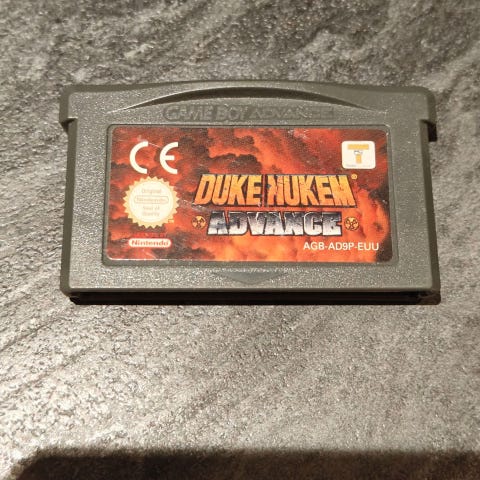 GAME BOY ADVANCE
CE
Original
Nintendo
Seal of
Quality
Nintendo
T
DUKE NUKEM
ADVANCE
AGB-AD9P-EUU